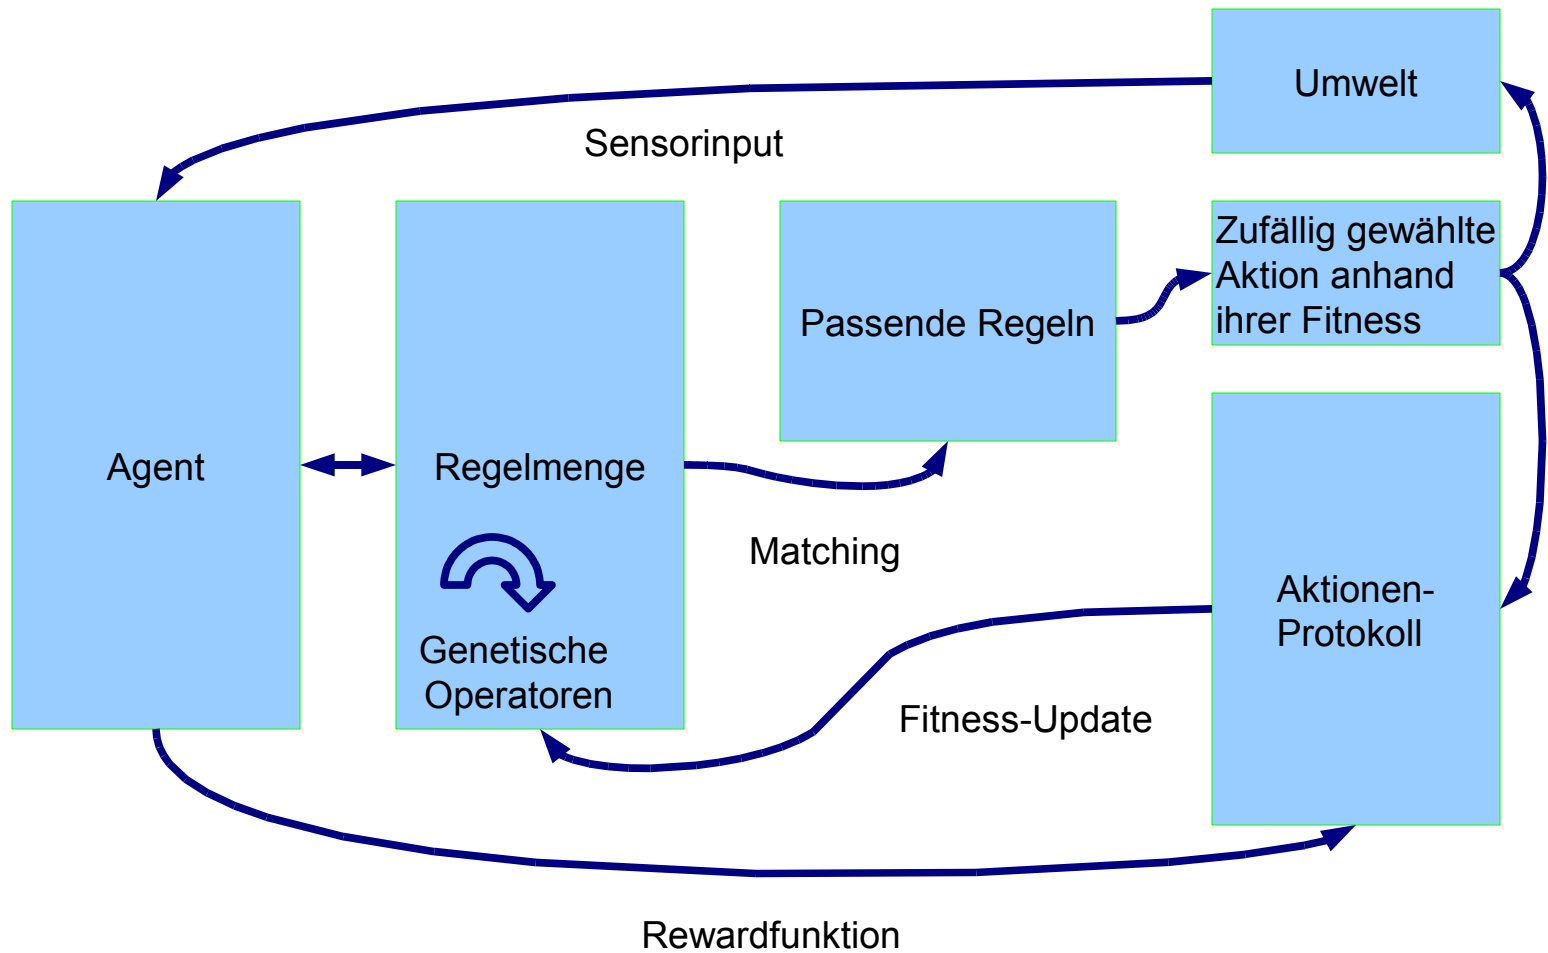 Umwelt
Sensorinput
Zufällig gewählte
Aktion anhand
ihrer Fitness
Passende Regeln
Agent
Regelmenge
Matching
Genetische
Operatoren
Aktionen-
Protokoll
Fitness-Update
Rewardfunktion